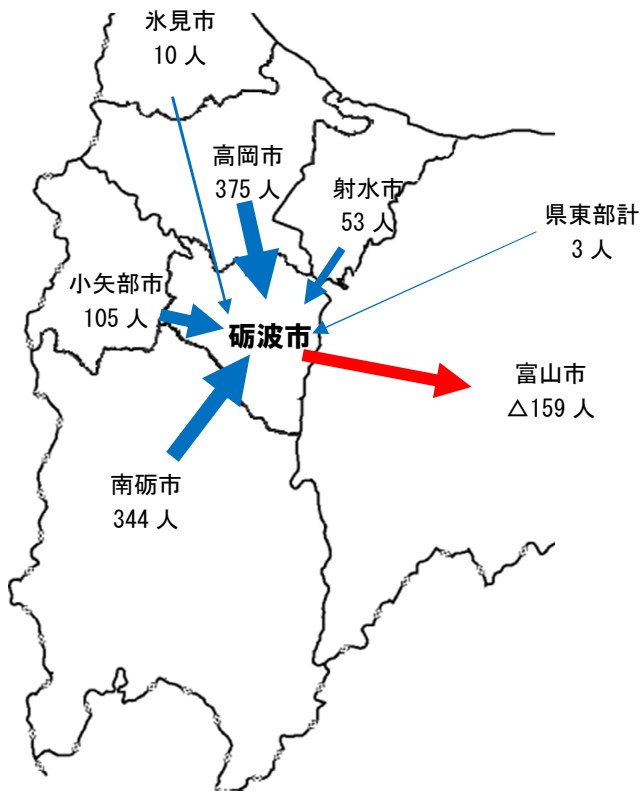 氷見市
10 人
高岡市
375 人
射水市
53 人
県東部計
3 人
小矢部市
105 人
砺波市
富山市
△159 人
南砺市
344 人